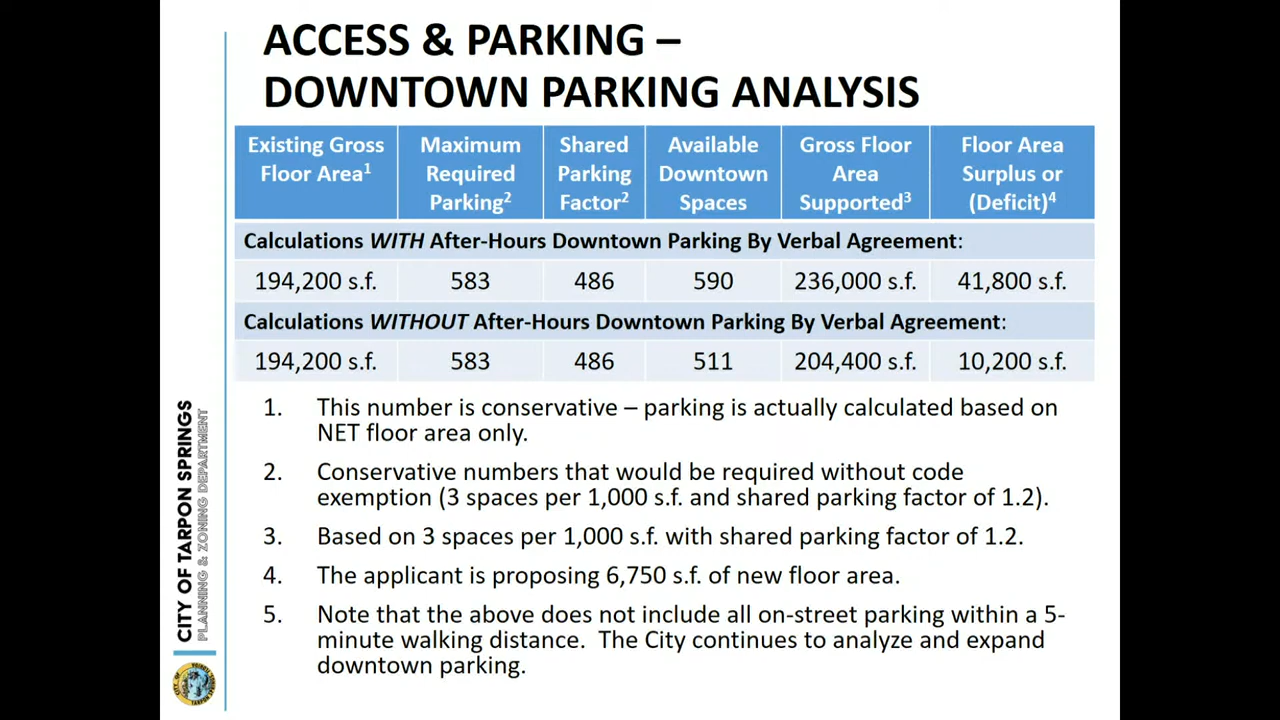 ACCESS & PARKING –
DOWNTOWN PARKING ANALYSIS
Existing Gross Floor Area¹
Maximum Required Parking²
Shared Parking Factor²
Available Downtown Spaces
Gross Floor Area Supported³
Floor Area Surplus or (Deficit)⁴
Calculations WITH After-Hours Downtown Parking By Verbal Agreement:
194,200 s.f. 583 486 590 236,000 s.f. 41,800 s.f.
Calculations WITHOUT After-Hours Downtown Parking By Verbal Agreement:
194,200 s.f. 583 486 511 204,400 s.f. 10,200 s.f.
1. This number is conservative – parking is actually calculated based on
NET floor area only.
2. Conservative numbers that would be required without code
exemption (3 spaces per 1,000 s.f. and shared parking factor of 1.2).
3. Based on 3 spaces per 1,000 s.f. with shared parking factor of 1.2.
4. The applicant is proposing 6,750 s.f. of new floor area.
5. Note that the above does not include all on-street parking within a 5-
minute walking distance. The City continues to analyze and expand
downtown parking.
CITY OF TARPON SPRINGS
PLANNING & ZONING DEPARTMENT